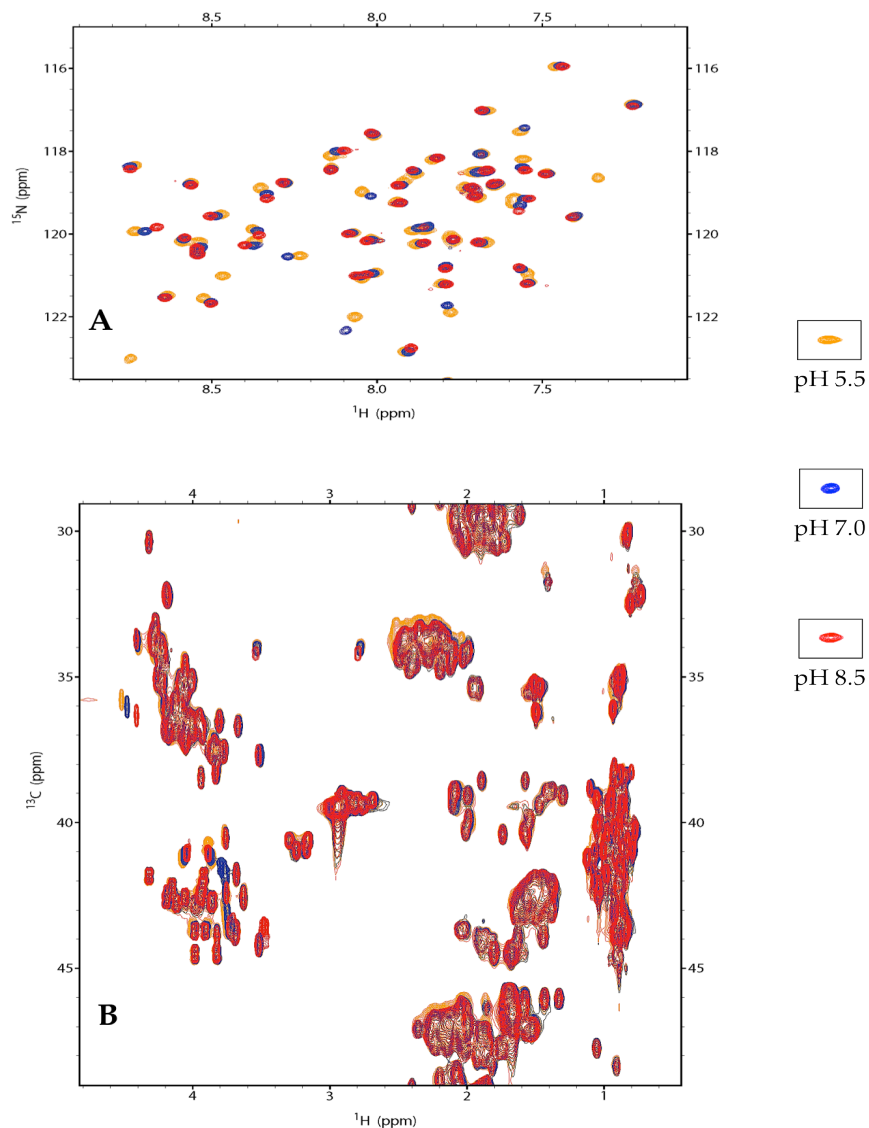 8.5 8.0 7.5
116 116
118 118
120 120
122 122
¹⁵N (ppm)
A
8.5 8.0 7.5
¹H (ppm)
pH 5.5
pH 7.0
pH 8.5
4 3 2 1
30 30
35 35
40 40
45 45
¹³C (ppm)
B
4 3 2 1
¹H (ppm)